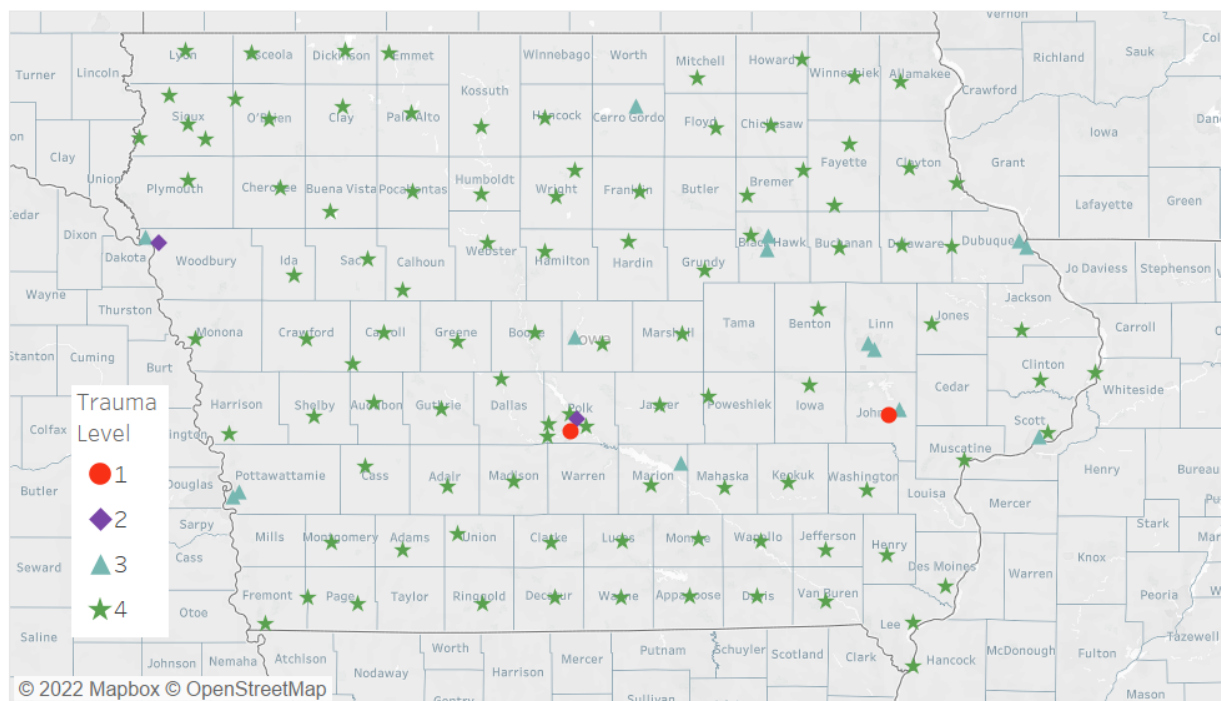 Vernon
Richland
Sauk
Turner
Lincoln
Lyon
Osceola
Dickinson
Emmet
Winnebago
Worth
Mitchell
Howard
Winneshiek
Allamakee
Crawford
Kossuth
Sioux
O'Brien
Clay
Palo Alto
Hancock
Cerro Gordo
Floyd
Chickasaw
Iowa
Clay
Union
Plymouth
Cherokee
Buena Vista
Pocahontas
Humboldt
Wright
Franklin
Butler
Bremer
Fayette
Clayton
Grant
Lafayette
Green
Cedar
Dixon
Dakota
Woodbury
Ida
Sac
Calhoun
Webster
Hamilton
Hardin
Grundy
Black Hawk
Buchanan
Delaware
Dubuque
Jo Daviess
Stephenson
Wayne
Thurston
Monona
Crawford
Carroll
Greene
Boone
Iowa
Marshall
Tama
Benton
Linn
Jones
Jackson
Carroll
Stanton
Cuming
Burt
Clinton
Whiteside
Harrison
Shelby
Audubon
Guthrie
Dallas
Polk
Jasper
Poweshiek
Iowa
Cedar
Scott
Trauma
Level
1
2
3
4
Colfax
Butler
Douglas
Pottawattamie
Cass
Adair
Madison
Warren
Marion
Mahaska
Keokuk
Washington
Muscatine
Louisa
Henry
Bureau
Mercer
Sarpy
Cass
Seward
Mills
Montgomery
Adams
Union
Clarke
Lucas
Monroe
Wapello
Jefferson
Henry
Des Moines
Warren
Knox
Stark
Peoria
Otoe
Saline
Fremont
Page
Taylor
Ringgold
Decatur
Wayne
Appanoose
Davis
Van Buren
Lee
Hancock
McDonough
Fulton
Tazewell
Mason
Johnson
Nemaha
Atchison
Nodaway
Worth
Harrison
Mercer
Putnam
Sullivan
Schuyler
Scotland
Clark
© 2022 Mapbox © OpenStreetMap